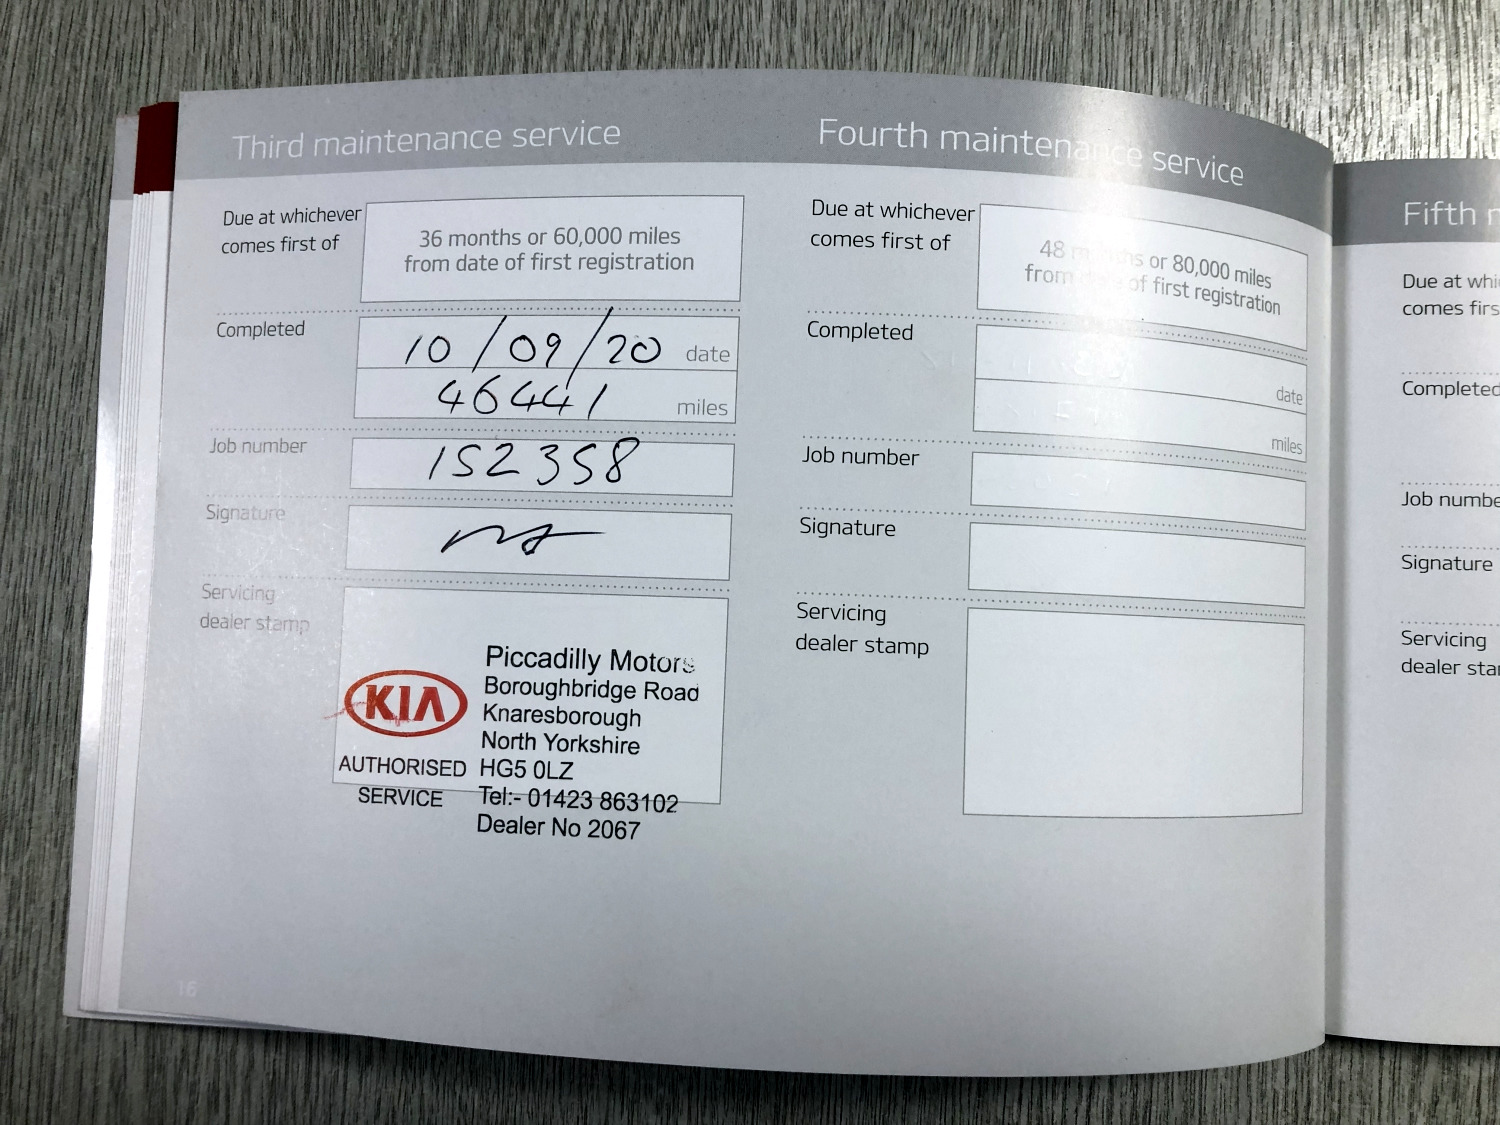 Third maintenance service
Due at whichever
comes first of
36 months or 60,000 miles
from date of first registration
Completed
10/09/20 date
46441 miles
Job number
152358
Signature
Servicing
dealer stamp
KIA
AUTHORISED
SERVICE
Piccadilly Motors
Boroughbridge Road
Knaresborough
North Yorkshire
HG5 0LZ
Tel:- 01423 863102
Dealer No 2067
16
Fourth maintenance service
Due at whichever
comes first of
48 months or 80,000 miles
from date of first registration
Completed
date
miles
Job number
Signature
Servicing
dealer stamp
Fifth
Due at
comes
Completed
Job
Signature
Servicing
dealer